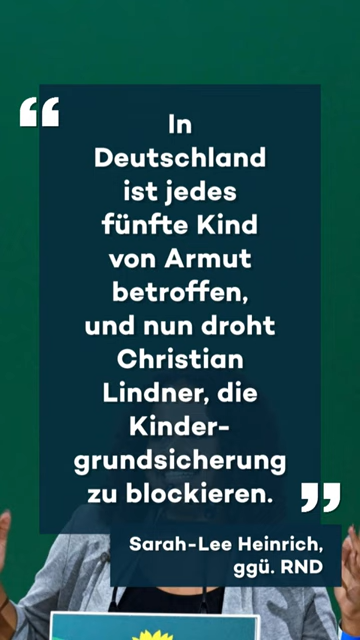 “
In
Deutschland
ist jedes
fünfte Kind
von Armut
betroffen,
und nun droht
Christian
Lindner, die
Kinder-
grundsicherung
zu blockieren.
”
Sarah-Lee Heinrich,
ggü. RND